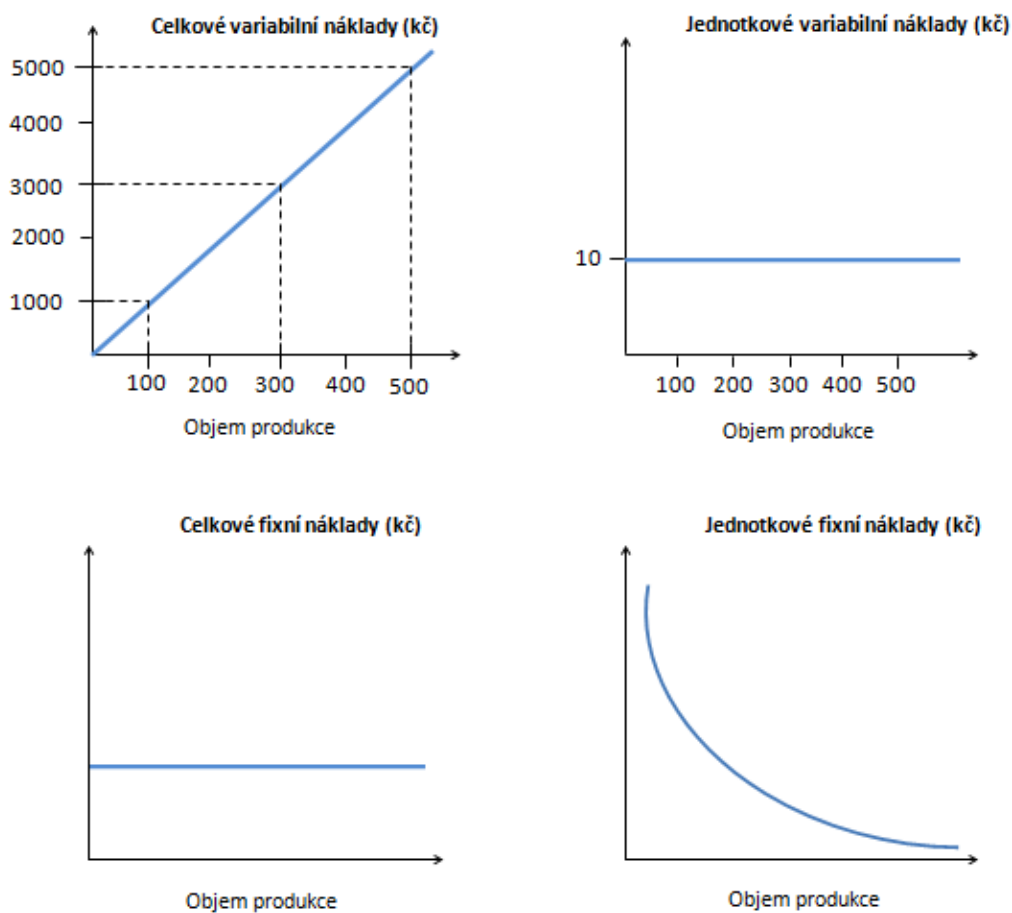 Celkové variabilní náklady (kč)
5000
4000
3000
2000
1000
100 200 300 400 500
Objem produkce
Jednotkové variabilní náklady (kč)
10
100 200 300 400 500
Objem produkce
Celkové fixní náklady (kč)
Objem produkce
Jednotkové fixní náklady (kč)
Objem produkce